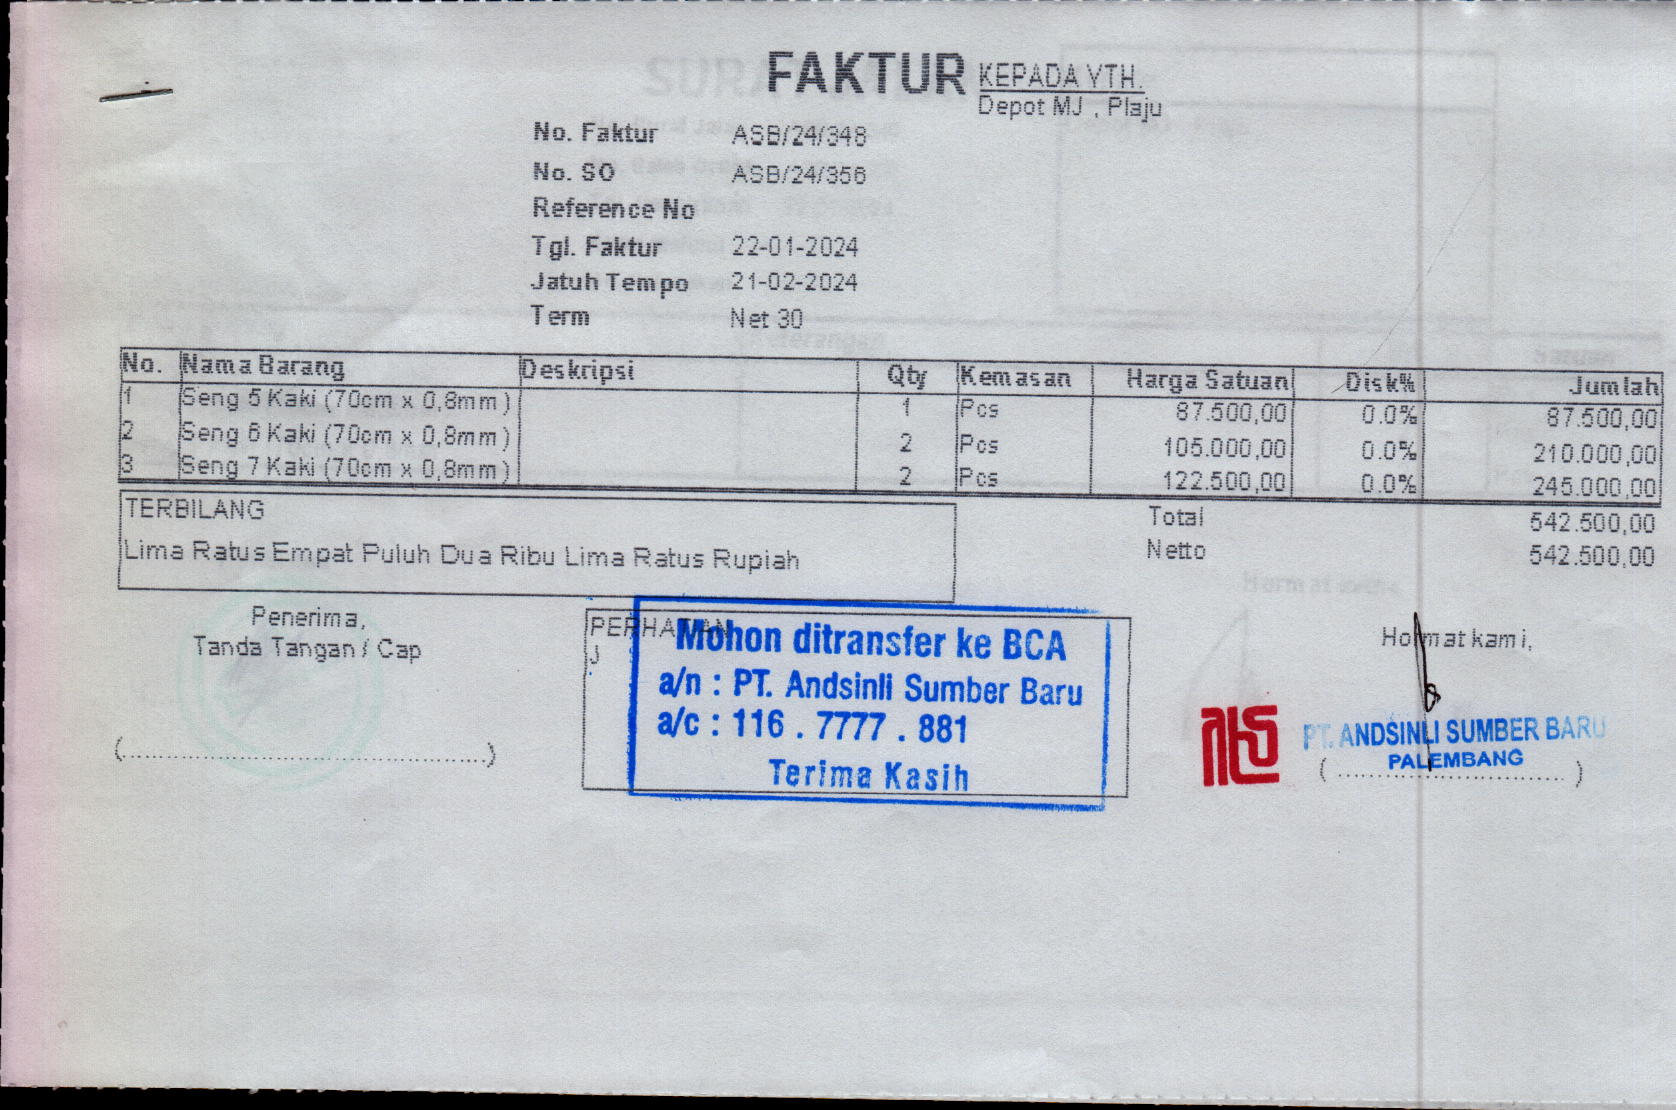 FAKTUR
KEPADA YTH.
Depot MJ , Plaju
No. Faktur ASB/24/348
No. SO ASB/24/356
Reference No
Tgl. Faktur 22-01-2024
Jatuh Tempo 21-02-2024
Term Net 30
No. Nama Barang Deskripsi Qty Kemasan Harga Satuan Disk% Jumlah
1 Seng 5 Kaki (70cm x 0,8mm) 1 Pcs 87.500,00 0.0% 87.500,00
2 Seng 6 Kaki (70cm x 0,8mm) 2 Pcs 105.000,00 0.0% 210.000,00
3 Seng 7 Kaki (70cm x 0,8mm) 2 Pcs 122.500,00 0.0% 245.000,00
TERBILANG
Lima Ratus Empat Puluh Dua Ribu Lima Ratus Rupiah
Total 542.500,00
Netto 542.500,00
Penerima,
Tanda Tangan / Cap
(............................................................)
PERHATIAN
Mohon ditransfer ke BCA
a/n : PT. Andsinli Sumber Baru
a/c : 116 . 7777 . 881
Terima Kasih
Hormat kami,
PT. ANDSINLI SUMBER BARU
PALEMBANG
(.....................................)